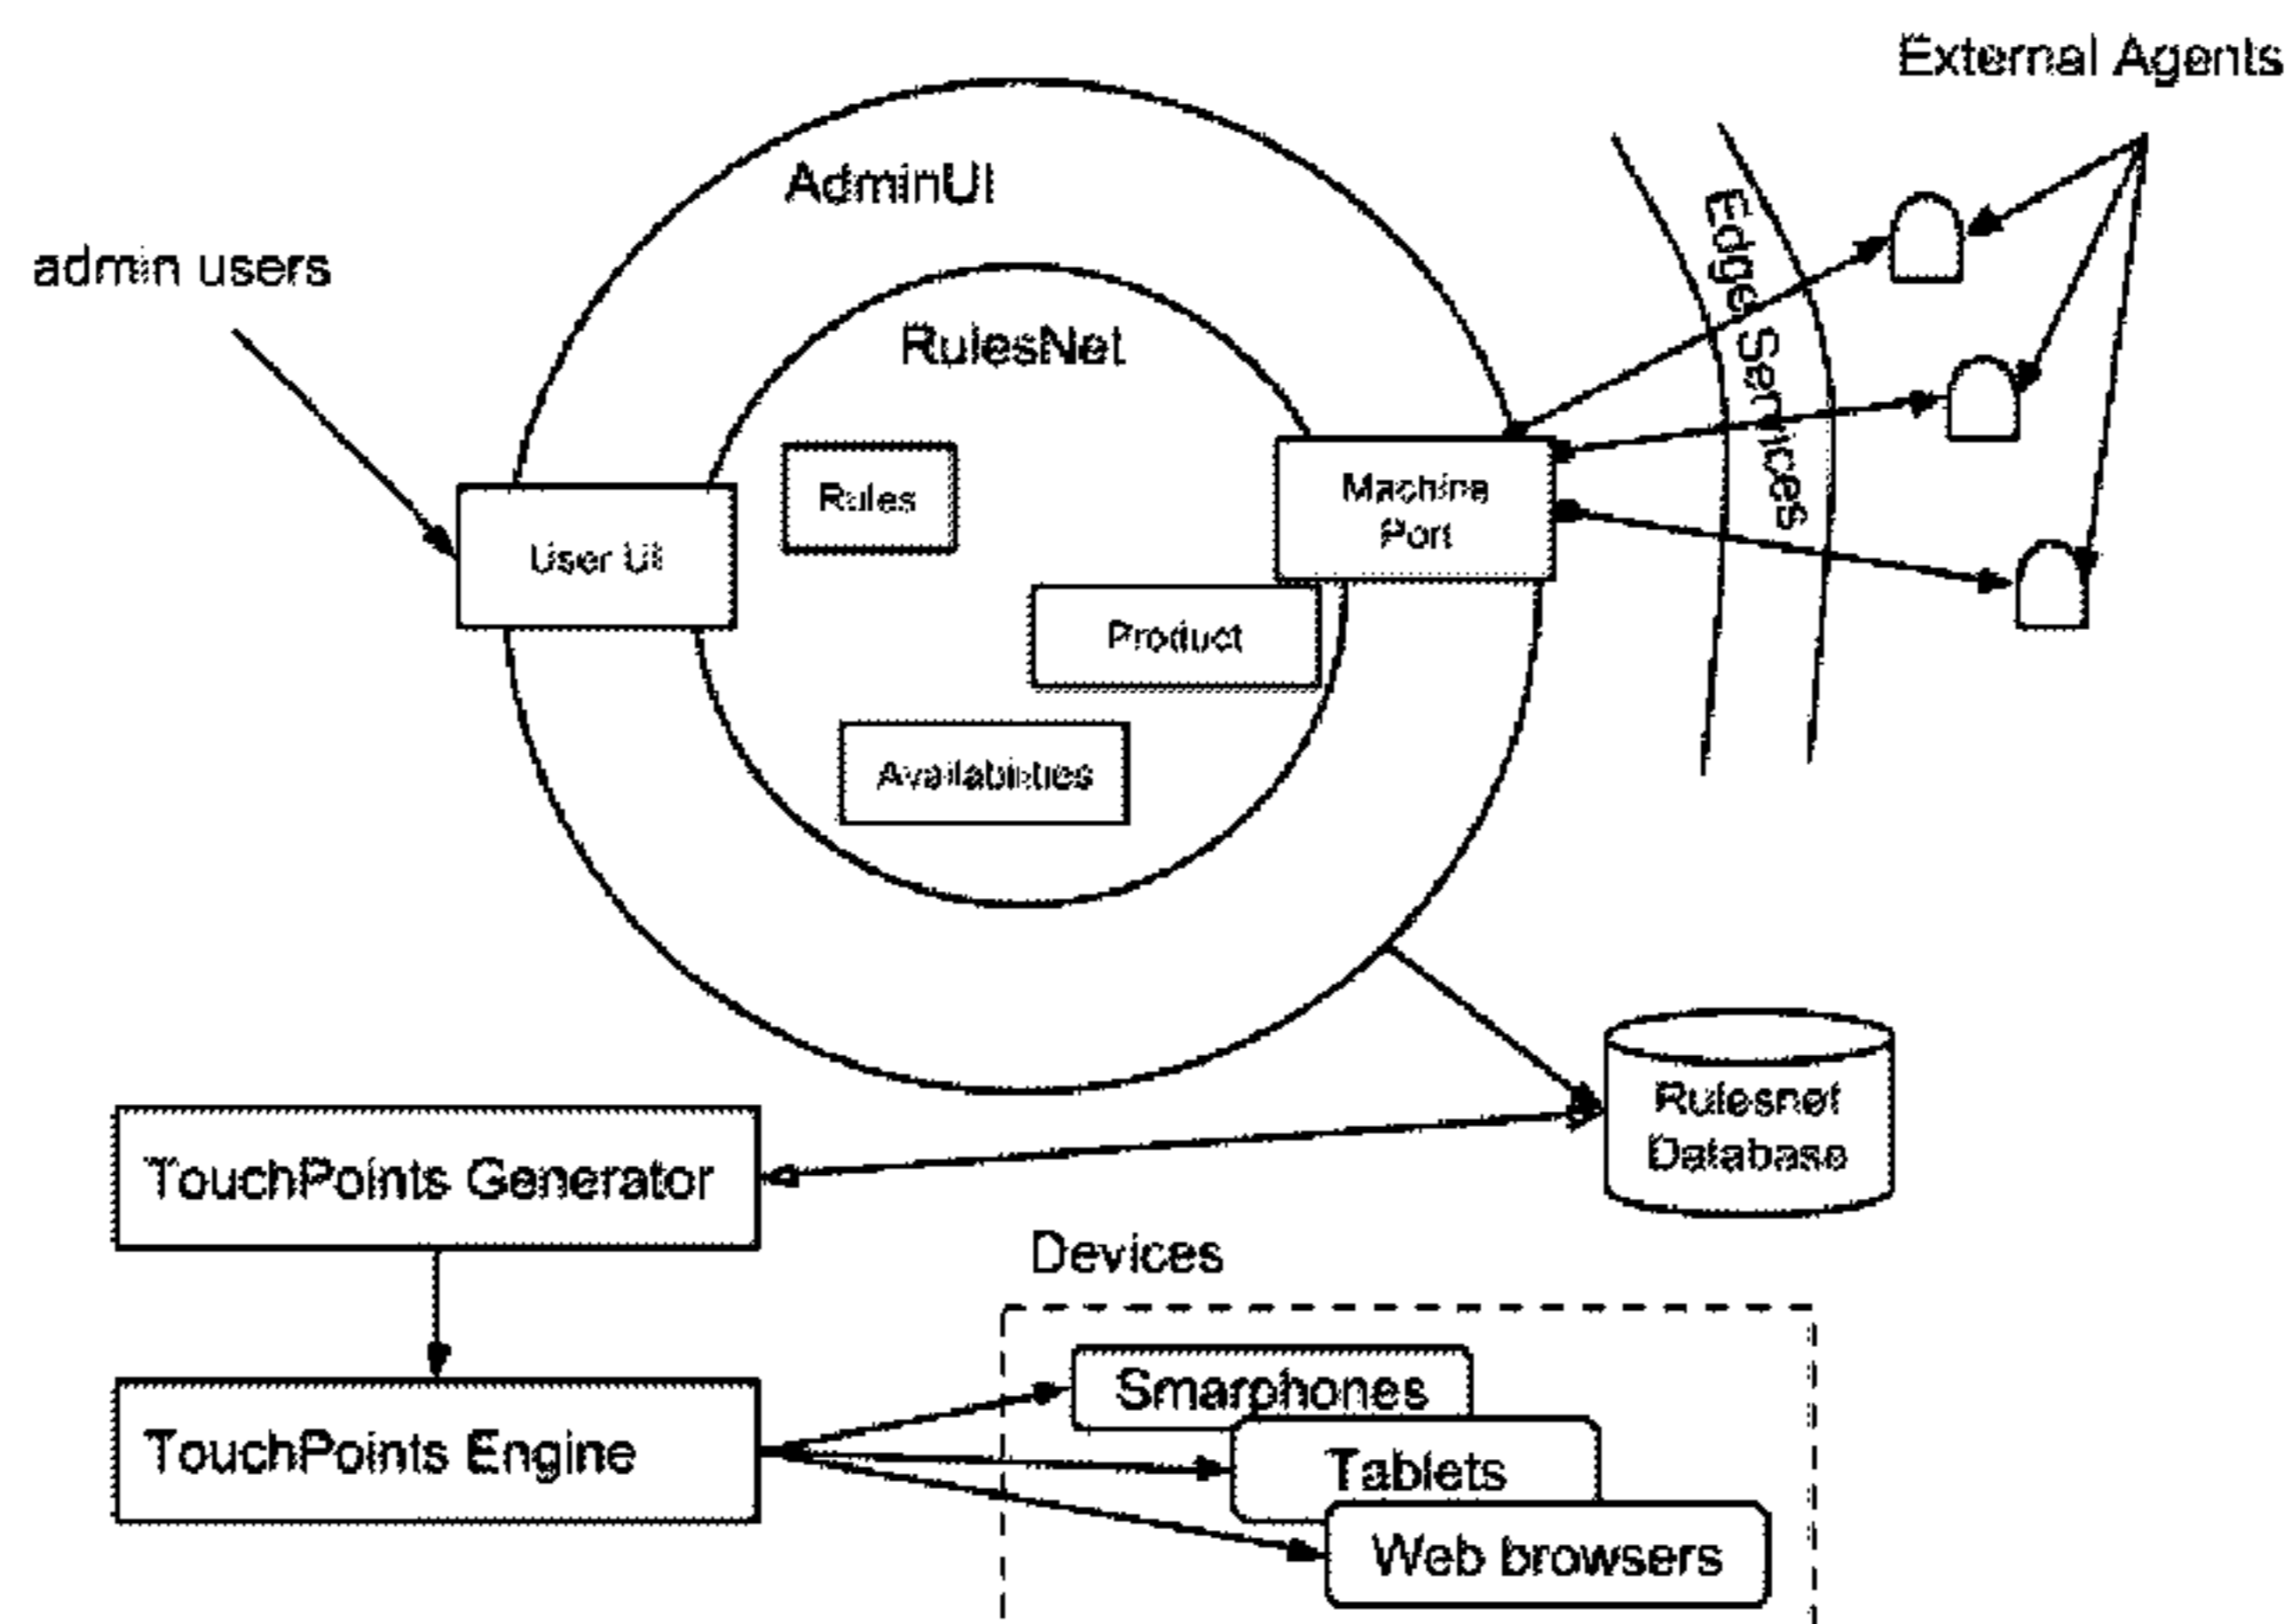 External Agents
AdminUI
Edge Services
admin users
RulesNet
Rules
Machine
Port
User UI
Product
Availabilities
Rulesnet
Database
TouchPoints Generator
Devices
Smarphones
TouchPoints Engine
Tablets
Web browsers